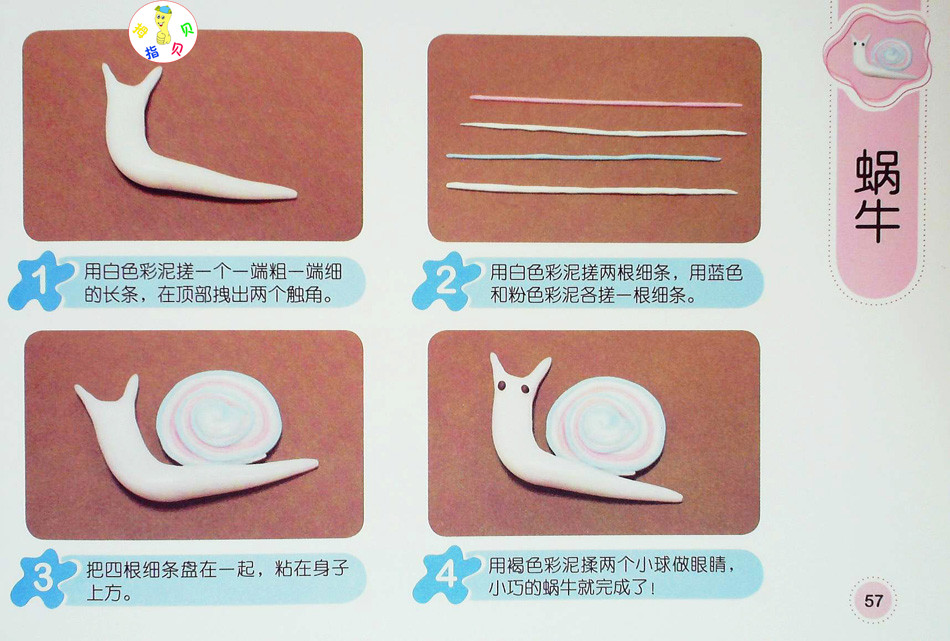 指贝贝
蜗牛
1
用白色彩泥搓一个一端粗一端细
的长条，在顶部拽出两个触角。
2
用白色彩泥搓两根细条，用蓝色
和粉色彩泥各搓一根细条。
3
把四根细条盘在一起，粘在身子
上方。
4
用褐色彩泥揉两个小球做眼睛，
小巧的蜗牛就完成了！
57